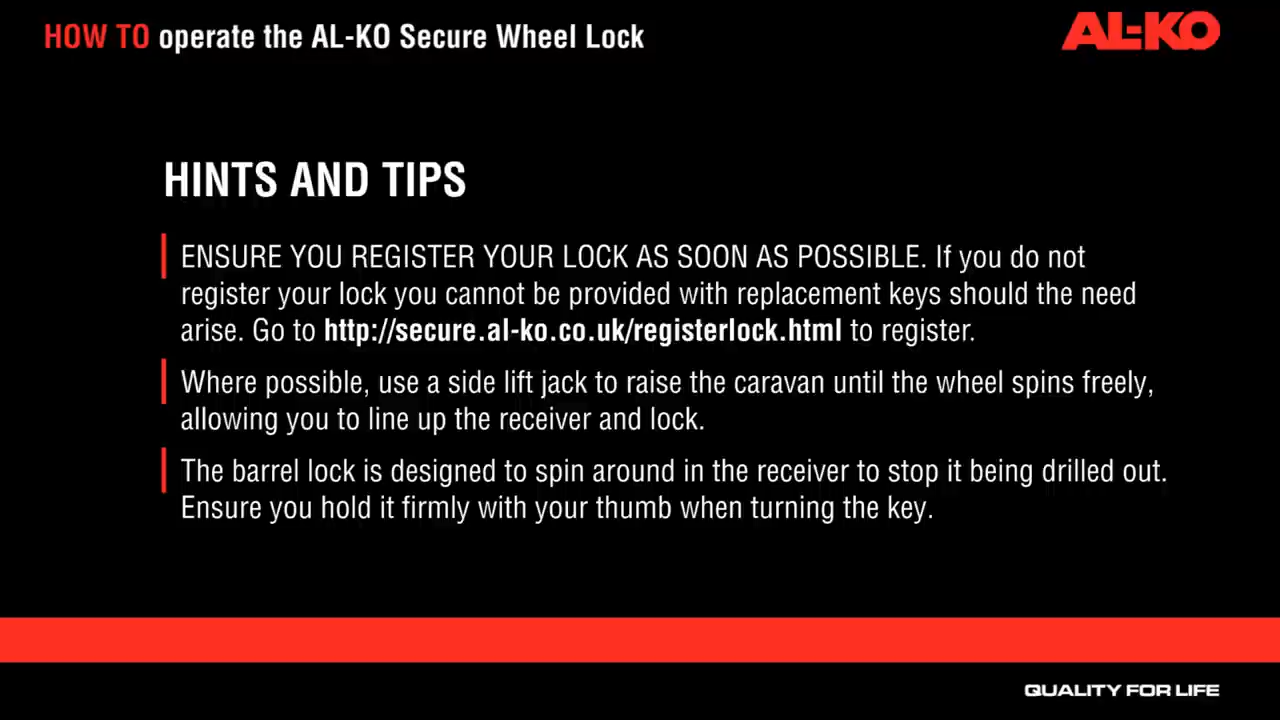 HOW TO operate the AL-KO Secure Wheel Lock
AL-KO
HINTS AND TIPS
ENSURE YOU REGISTER YOUR LOCK AS SOON AS POSSIBLE. If you do not
register your lock you cannot be provided with replacement keys should the need
arise. Go to http://secure.al-ko.co.uk/registerlock.html to register.
Where possible, use a side lift jack to raise the caravan until the wheel spins freely,
allowing you to line up the receiver and lock.
The barrel lock is designed to spin around in the receiver to stop it being drilled out.
Ensure you hold it firmly with your thumb when turning the key.
QUALITY FOR LIFE